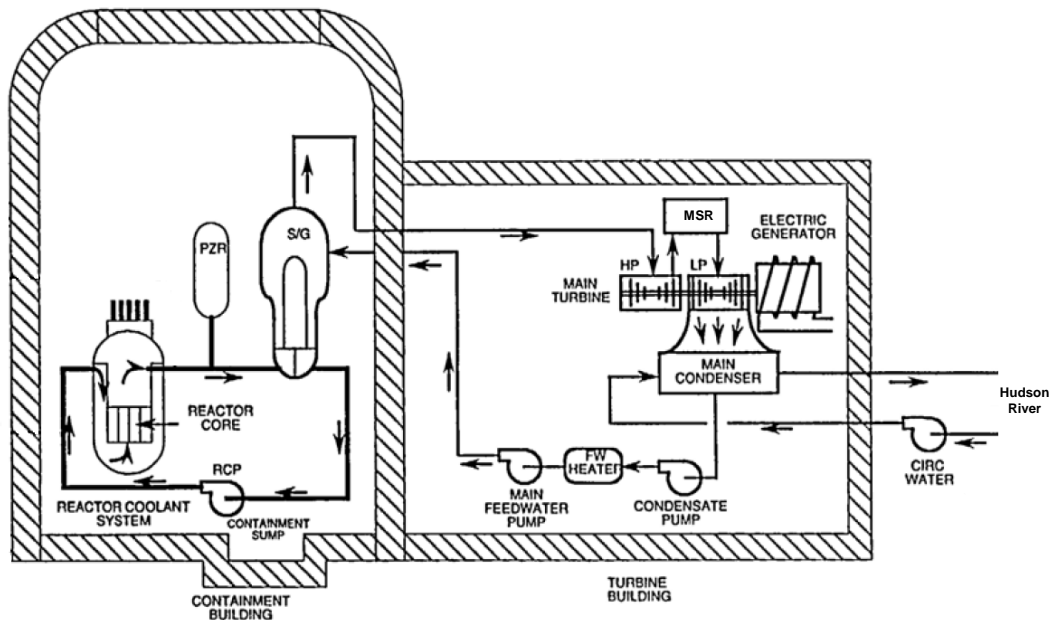 MSR
ELECTRIC
GENERATOR
S/G
PZR
HP
LP
MAIN
TURBINE
MAIN
CONDENSER
Hudson
River
REACTOR
CORE
FW
HEATER
RCP
CIRC
WATER
MAIN
FEEDWATER
PUMP
CONDENSATE
PUMP
REACTOR COOLANT
SYSTEM
CONTAINMENT
SUMP
TURBINE
BUILDING
CONTAINMENT
BUILDING